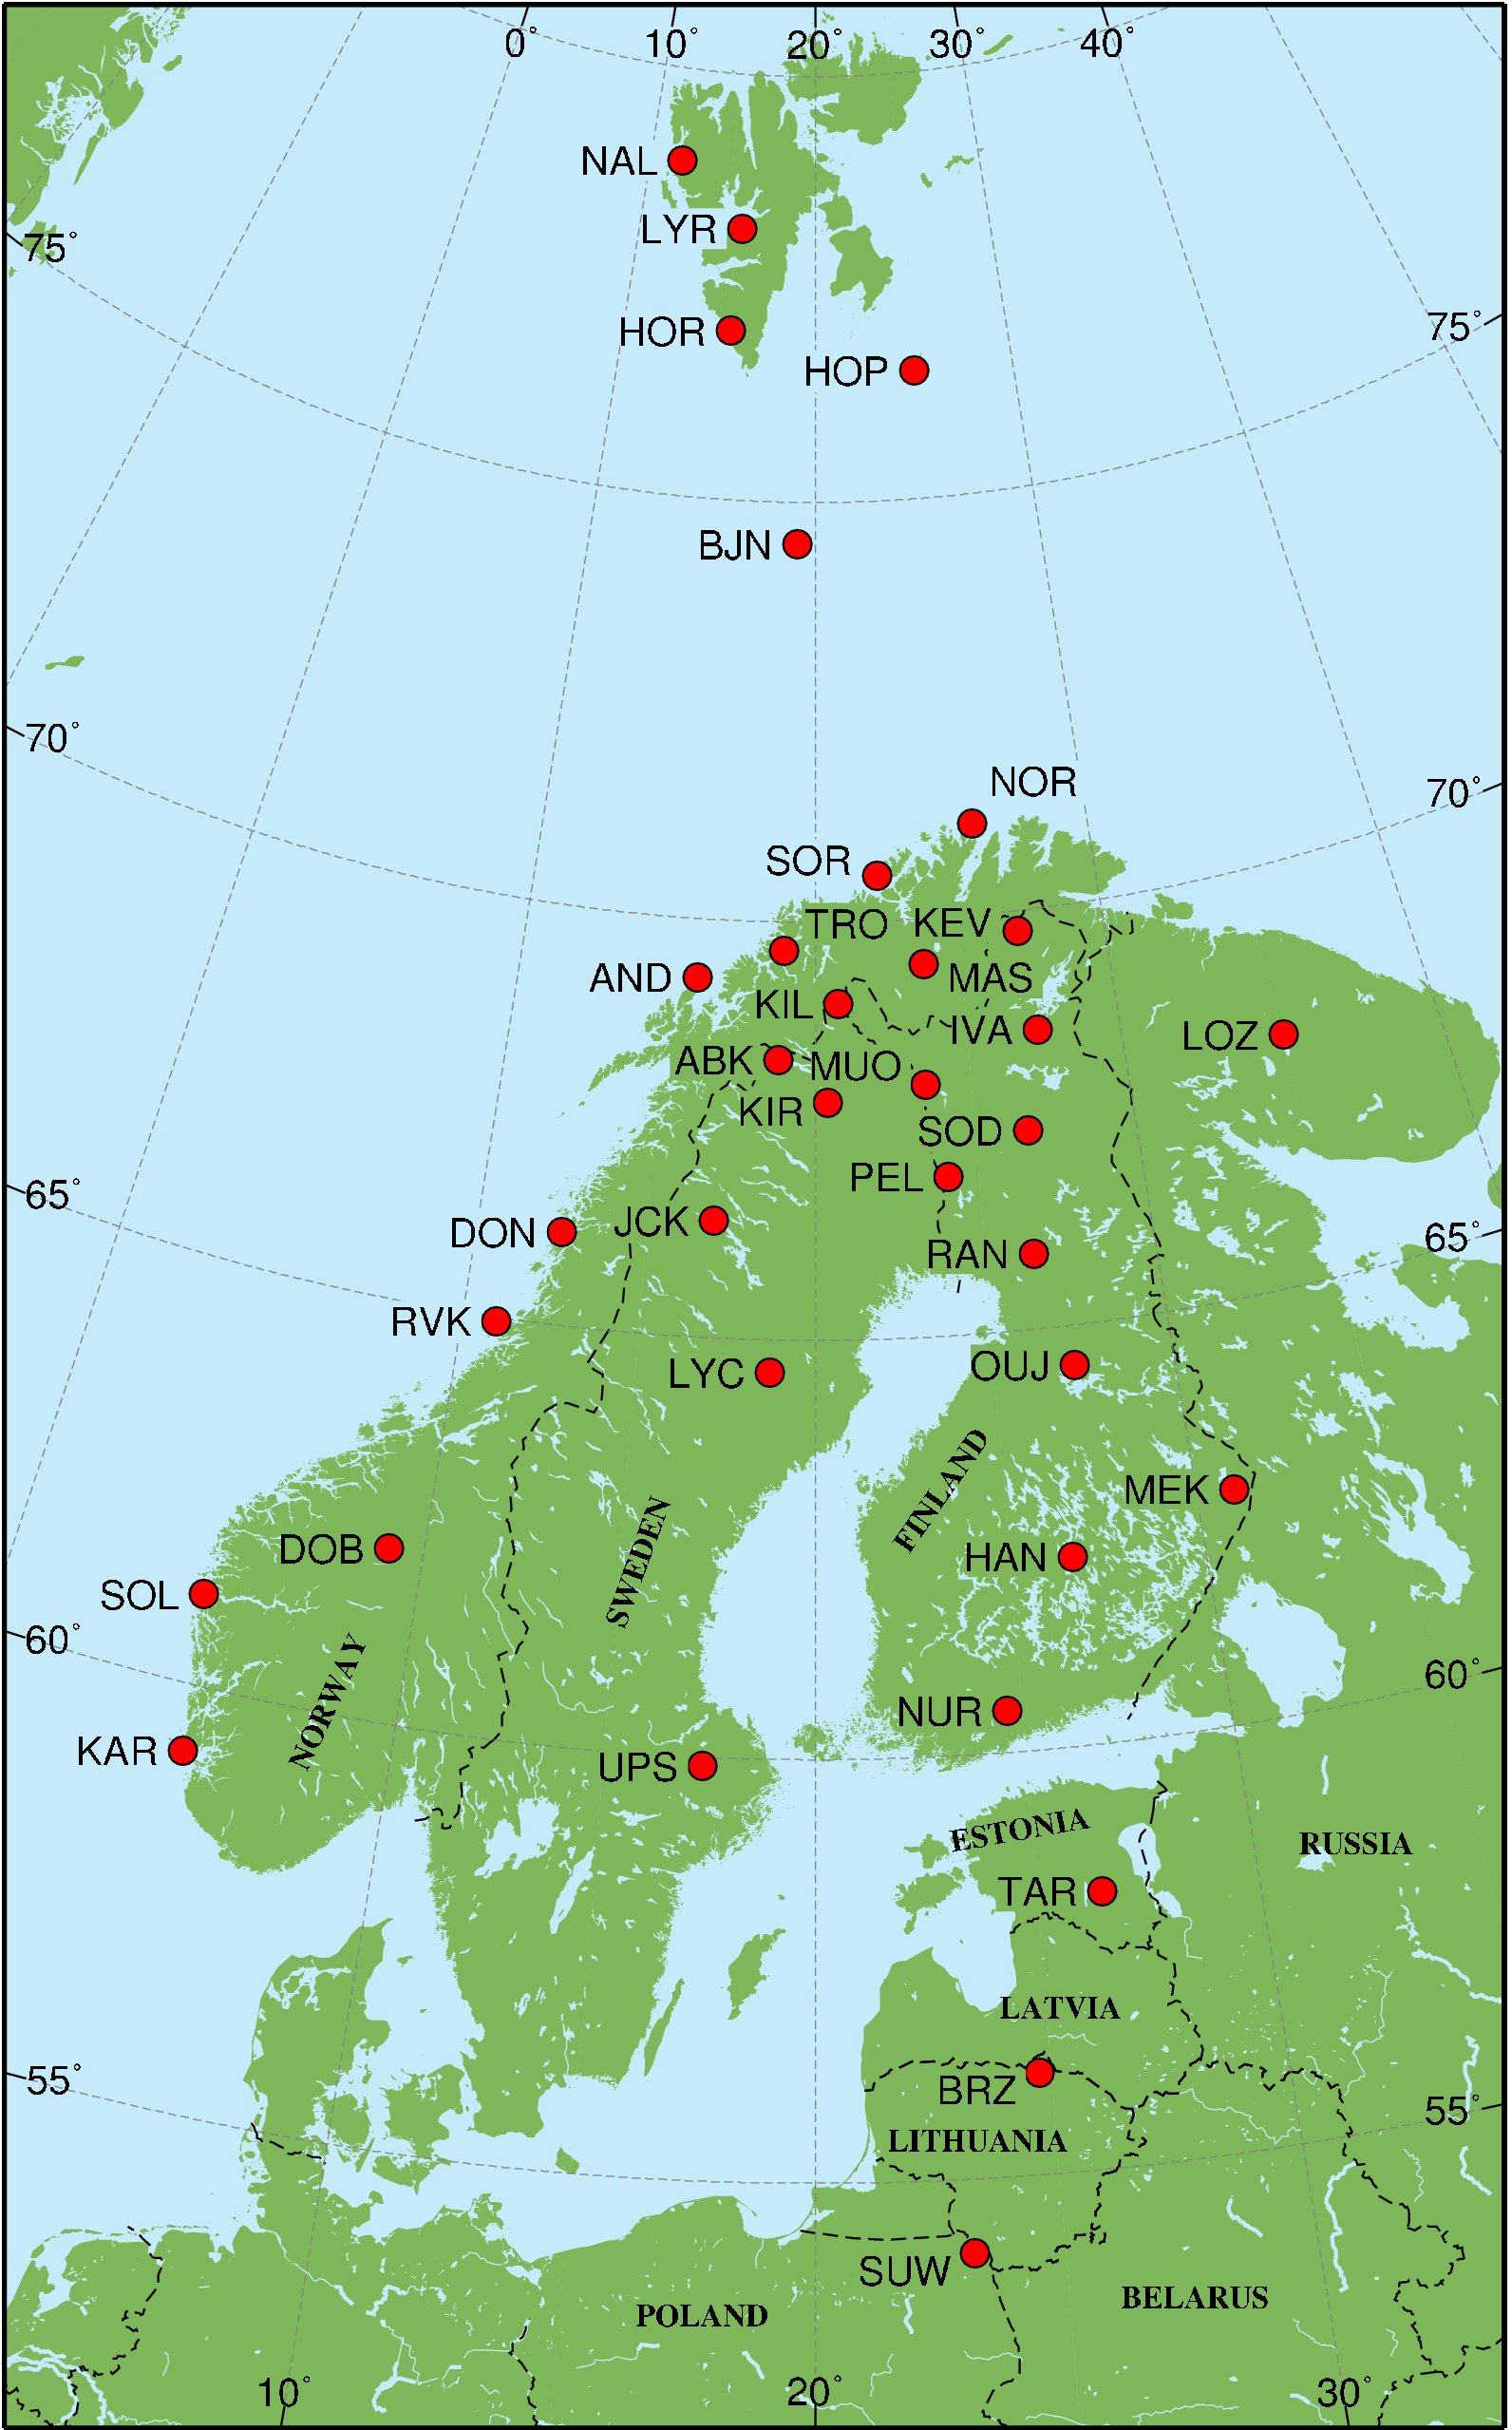 0° 10° 20° 30° 40°
NAL
LYR
75°
HOR
75°
HOP
BJN
70°
NOR
70°
SOR
TRO KEV
AND
MAS
KIL
IVA
LOZ
ABK MUO
KIR
SOD
PEL
65°
JCK
DON
65°
RAN
RVK
OUJ
LYC
FINLAND
MEK
DOB
SWEDEN
HAN
SOL
60°
60°
NORWAY
NUR
KAR
UPS
ESTONIA
RUSSIA
TAR
LATVIA
55°
BRZ
55°
LITHUANIA
SUW
BELARUS
POLAND
10° 20° 30°